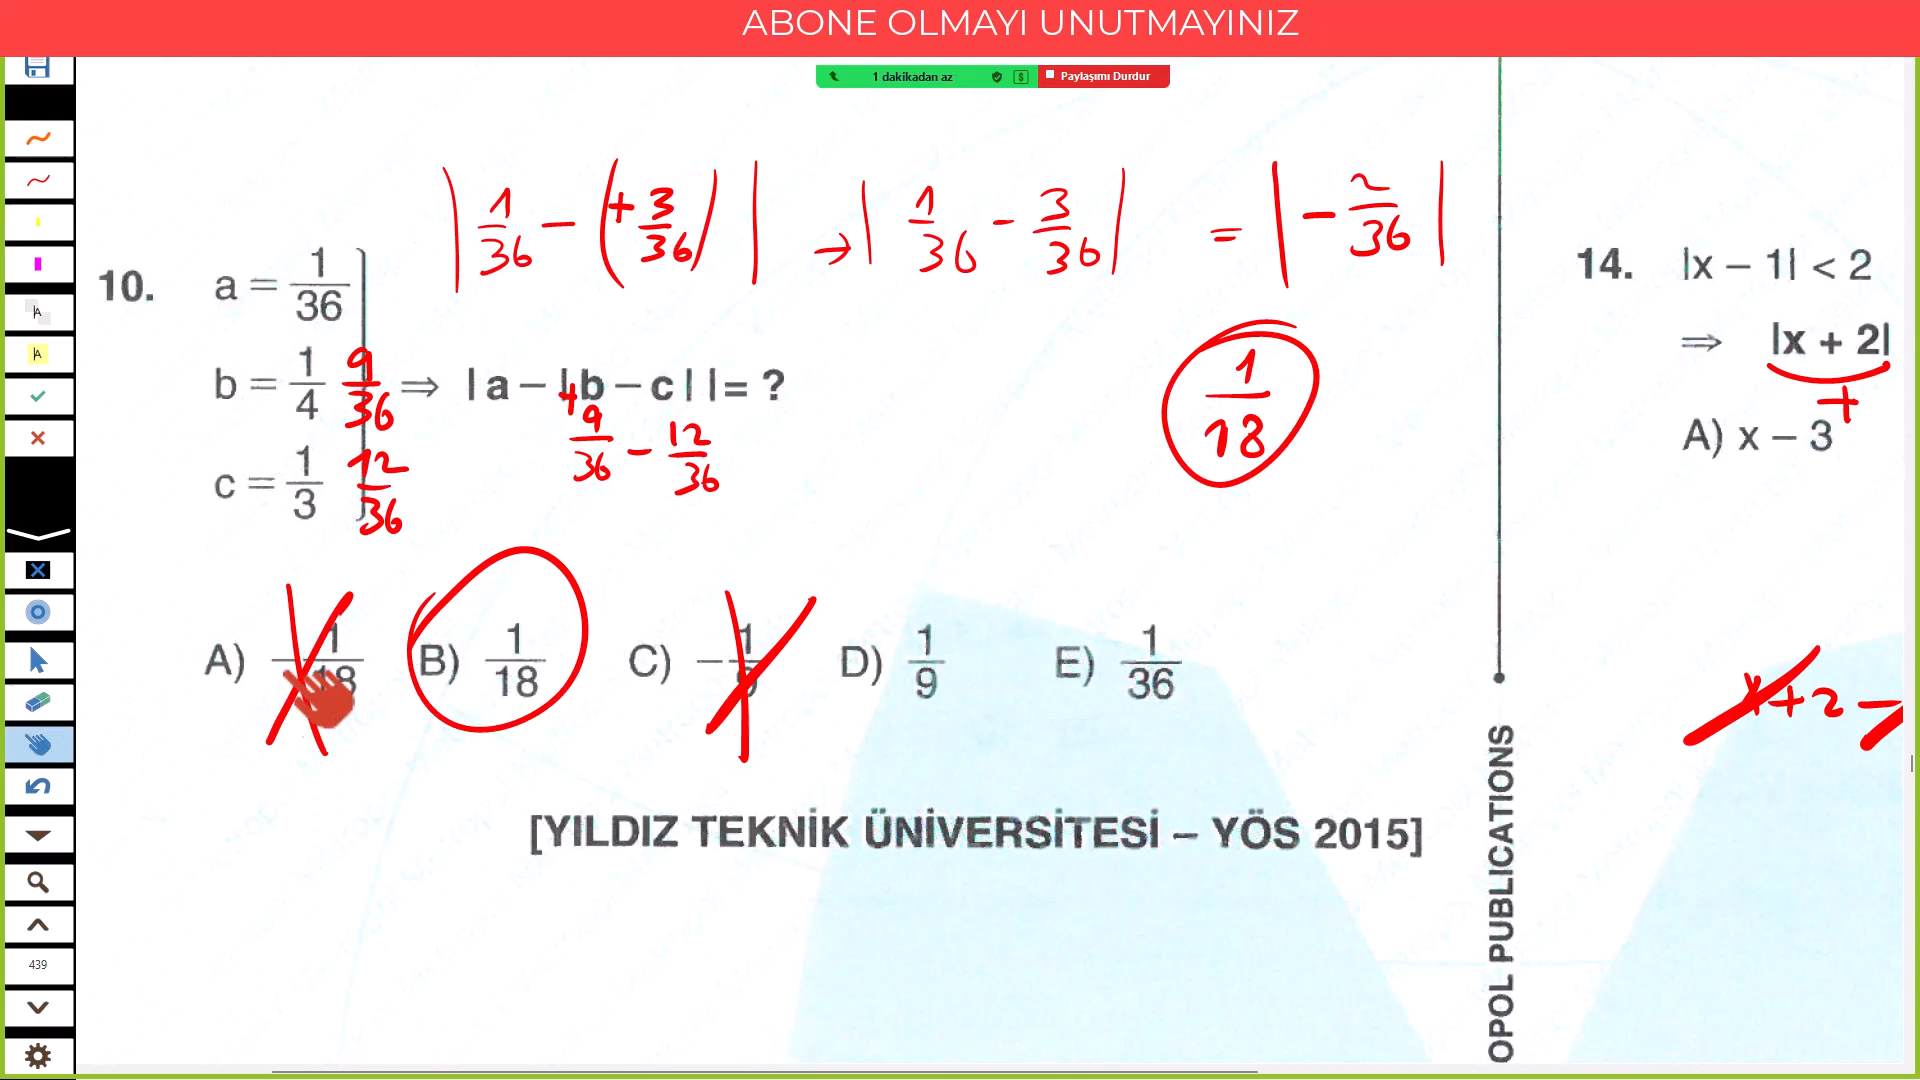 ABONE OLMAYI UNUTMAYINIZ
1 dakikadan az
Paylaşımı Durdur
|1/36 - (+3/36)| → |1/36 - 3/36| = |-2/36|
1/18
10. a = 1/36
b = 1/4 9/36 ⇒ |a – |b – c|| = ?
+9/36 - 12/36
c = 1/3 12/36
A) –1/18 B) 1/18 C) –1/9 D) 1/9 E) 1/36
[YILDIZ TEKNİK ÜNİVERSİTESİ – YÖS 2015]
OPOL PUBLICATIONS
14. |x – 1| < 2
⇒ |x + 2|
+
A) x – 3
x+2 –
439